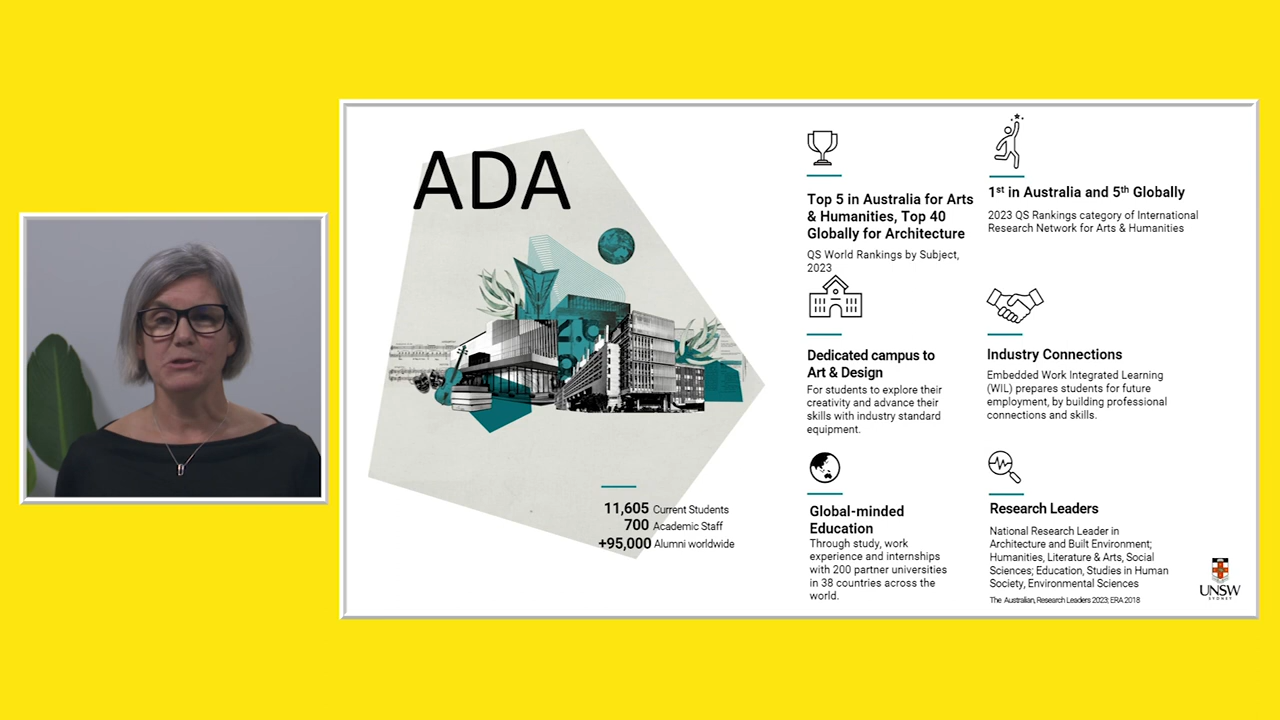 ADA
11,605 Current Students
700 Academic Staff
+95,000 Alumni worldwide
Top 5 in Australia for Arts
& Humanities, Top 40
Globally for Architecture
QS World Rankings by Subject,
2023
1st in Australia and 5th Globally
2023 QS Rankings category of International
Research Network for Arts & Humanities
Dedicated campus to
Art & Design
For students to explore their
creativity and advance their
skills with industry standard
equipment.
Industry Connections
Embedded Work Integrated Learning
(WIL) prepares students for future
employment, by building professional
connections and skills.
Global-minded
Education
Through study, work
experience and internships
with 200 partner universities
in 38 countries across the
world.
Research Leaders
National Research Leader in
Architecture and Built Environment;
Humanities, Literature & Arts, Social
Sciences; Education, Studies in Human
Society, Environmental Sciences
The Australian, Research Leaders 2023; ERA 2018
UNSW
SYDNEY